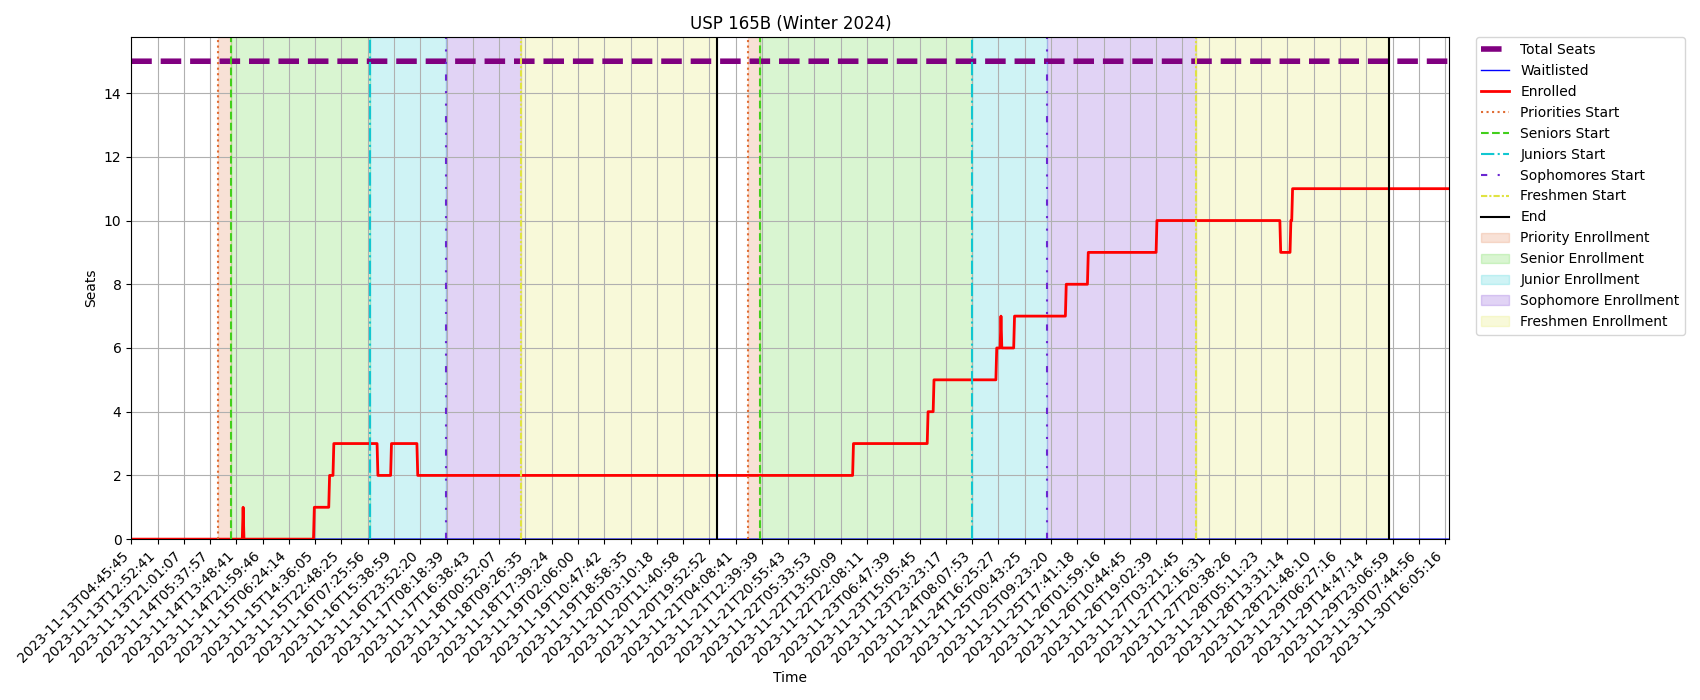 USP 165B (Winter 2024)
Seats
14
12
10
8
6
4
2
0
2023-11-13T04:45:45
2023-11-13T12:52:41
2023-11-13T21:01:07
2023-11-14T05:37:57
2023-11-14T13:48:41
2023-11-14T21:59:46
2023-11-15T06:24:14
2023-11-15T14:36:05
2023-11-15T22:48:25
2023-11-16T07:25:56
2023-11-16T15:38:59
2023-11-16T23:52:20
2023-11-17T08:18:39
2023-11-17T16:38:43
2023-11-18T00:52:07
2023-11-18T09:26:35
2023-11-18T17:39:24
2023-11-19T02:06:00
2023-11-19T10:47:42
2023-11-19T18:58:35
2023-11-20T03:10:18
2023-11-20T11:40:58
2023-11-20T19:52:52
2023-11-21T04:08:41
2023-11-21T12:39:39
2023-11-21T20:55:43
2023-11-22T05:33:53
2023-11-22T13:50:09
2023-11-22T22:08:11
2023-11-23T06:47:39
2023-11-23T15:05:45
2023-11-23T23:23:17
2023-11-24T08:07:53
2023-11-24T16:25:27
2023-11-25T00:43:25
2023-11-25T09:23:20
2023-11-25T17:41:18
2023-11-26T01:59:16
2023-11-26T10:44:45
2023-11-26T19:02:39
2023-11-27T03:21:45
2023-11-27T12:16:31
2023-11-27T20:38:26
2023-11-28T05:11:23
2023-11-28T13:31:14
2023-11-28T21:48:10
2023-11-29T06:27:16
2023-11-29T14:47:14
2023-11-29T23:06:59
2023-11-30T07:44:56
2023-11-30T16:05:16
Time
Total Seats
Waitlisted
Enrolled
Priorities Start
Seniors Start
Juniors Start
Sophomores Start
Freshmen Start
End
Priority Enrollment
Senior Enrollment
Junior Enrollment
Sophomore Enrollment
Freshmen Enrollment